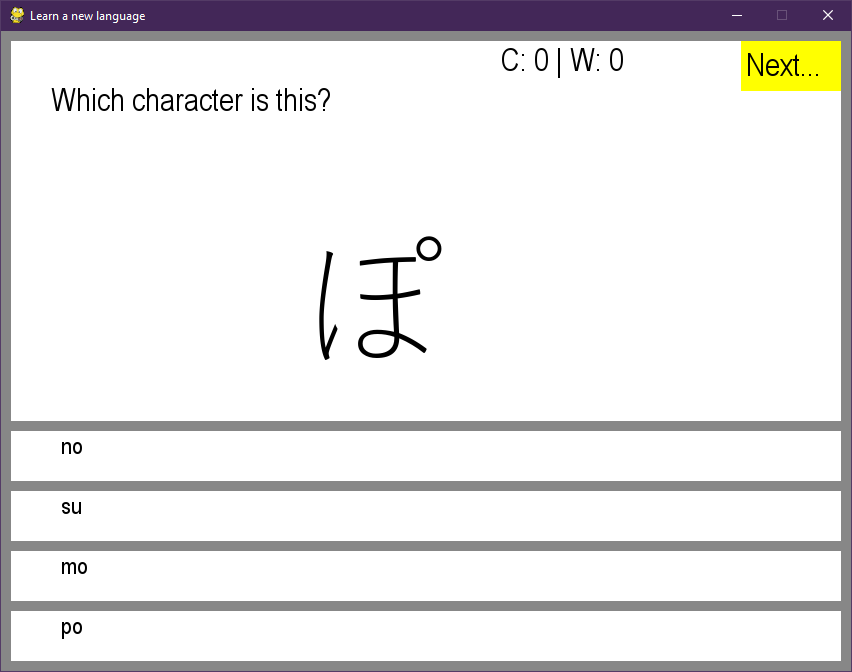 Learn a new language
C: 0 | W: 0
Next...
Which character is this?
ぽ
no
su
mo
po